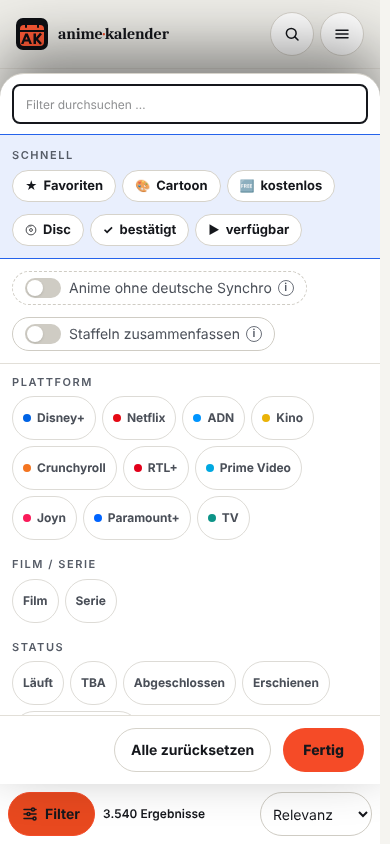 AK anime·kalender
Filter durchsuchen ...
SCHNELL
★ Favoriten 🎨 Cartoon 🆓 kostenlos
Disc ✓ bestätigt ▶ verfügbar
Anime ohne deutsche Synchro i
Staffeln zusammenfassen i
PLATTFORM
Disney+ Netflix ADN Kino
Crunchyroll RTL+ Prime Video
Joyn Paramount+ TV
FILM / SERIE
Film Serie
STATUS
Läuft TBA Abgeschlossen Erschienen
Alle zurücksetzen Fertig
Filter 3.540 Ergebnisse Relevanz